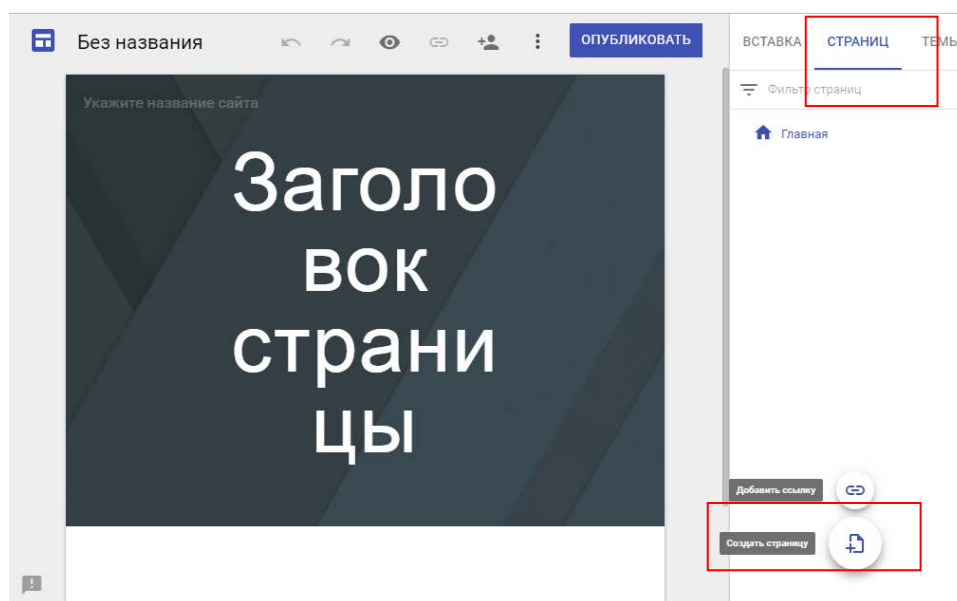 Без названия
ОПУБЛИКОВАТЬ
ВСТАВКА СТРАНИЦ ТЕМЫ
Укажите название сайта
Фильтр страниц
Главная
Заголо
вок
страни
цы
Добавить ссылку
Создать страницу